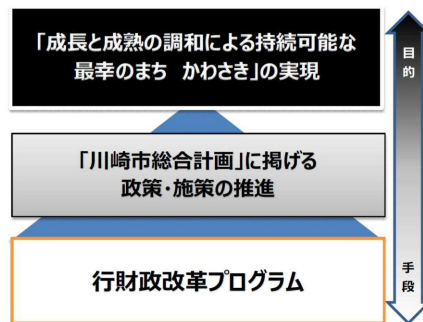 「成長と成熟の調和による持続可能な
最幸のまち　かわさき」の実現
「川崎市総合計画」に掲げる
政策・施策の推進
行財政改革プログラム
目的
手段